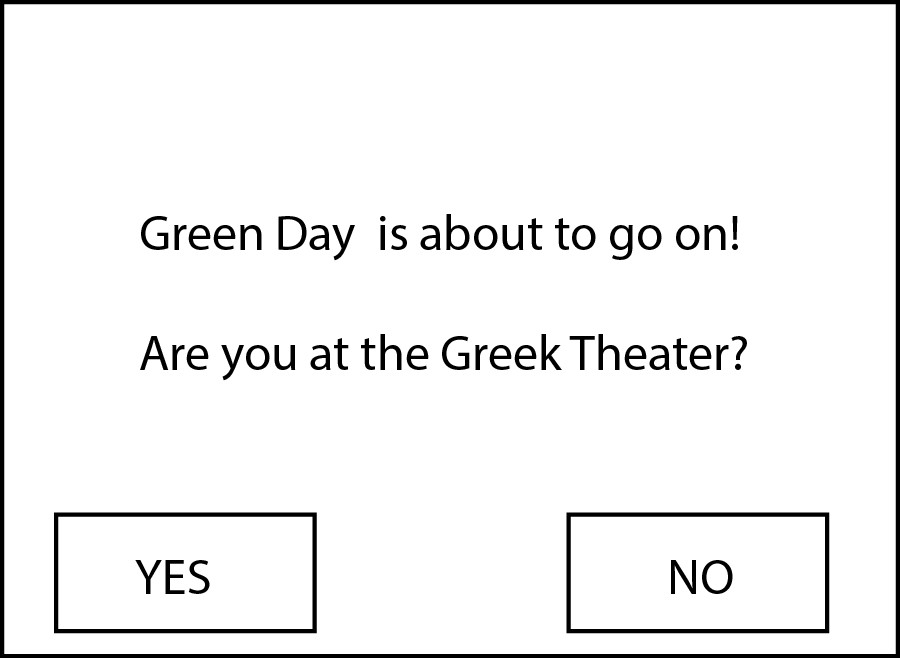 Green Day  is about to go on!
Are you at the Greek Theater?
YES
NO